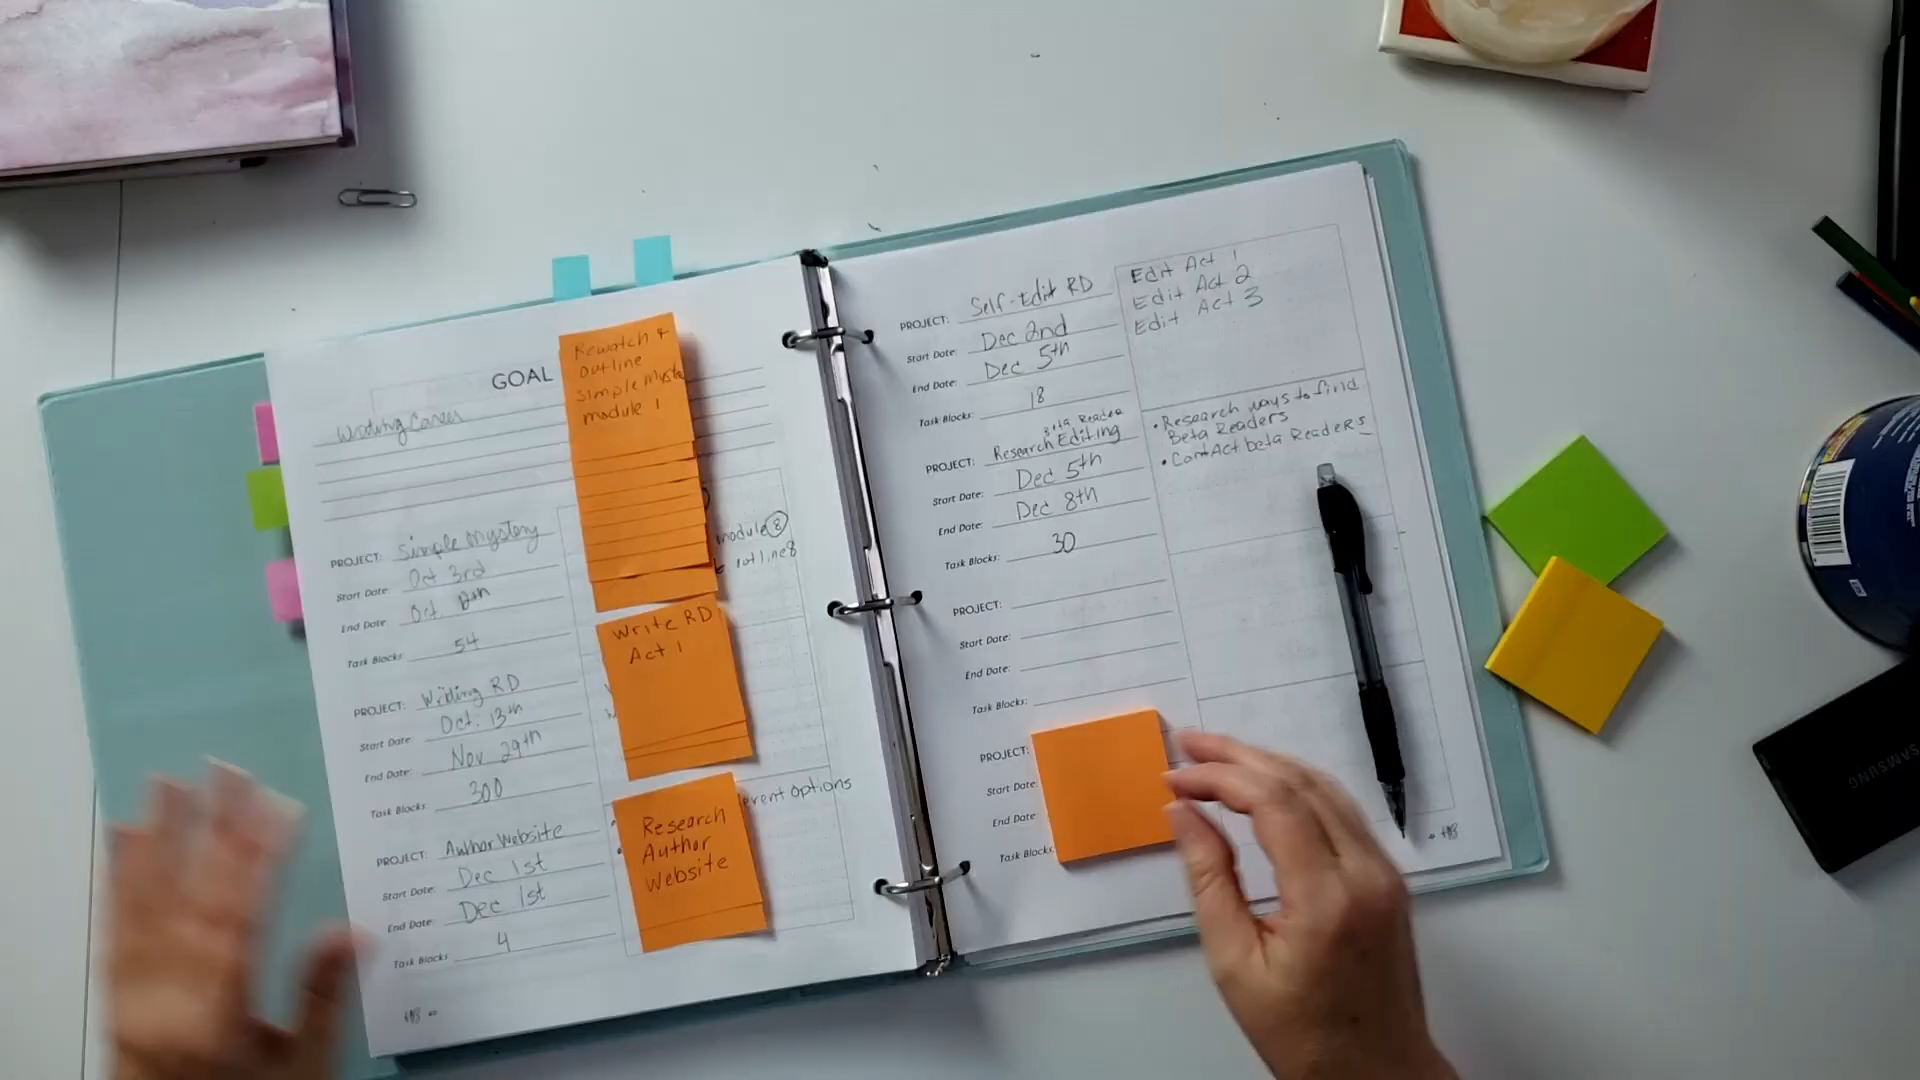 GOAL
Writing Career
Rewatch &
outline
simple Myste
module 1
PROJECT: Simple Mystery
Start Date: Oct 3rd
End Date: Oct 12th
Task Blocks: 54
module 8
outline 8
PROJECT: Writing RD
Start Date: Oct. 13th
End Date: Nov 29th
Task Blocks: 300
Write RD
Act 1
PROJECT: Author Website
Start Date: Dec 1st
End Date: Dec 1st
Task Blocks: 4
erent options
Research
Author
Website
PROJECT: Self-Edit RD
Start Date: Dec 2nd
End Date: Dec 5th
Task Blocks: 18
Edit Act 1
Edit Act 2
Edit Act 3
Beta Reader
PROJECT: Research Editing
Start Date: Dec 5th
End Date: Dec 8th
Task Blocks: 30
• Research ways to find
Beta Readers
• ContAct beta Readers
PROJECT:
Start Date:
End Date:
Task Blocks:
PROJECT:
Start Date
End Date
Task Blocks
SAMSUNG